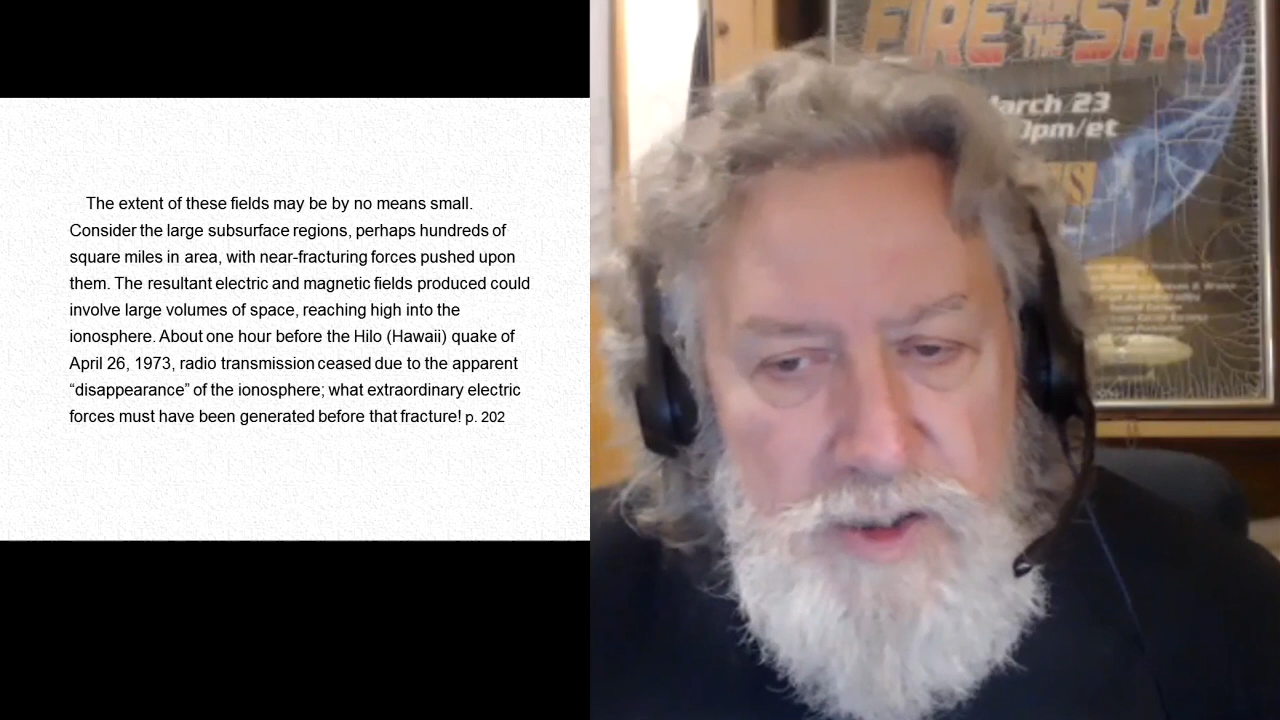 The extent of these fields may be by no means small.
Consider the large subsurface regions, perhaps hundreds of
square miles in area, with near-fracturing forces pushed upon
them. The resultant electric and magnetic fields produced could
involve large volumes of space, reaching high into the
ionosphere. About one hour before the Hilo (Hawaii) quake of
April 26, 1973, radio transmission ceased due to the apparent
“disappearance” of the ionosphere; what extraordinary electric
forces must have been generated before that fracture! p. 202
FIRE FROM THE SKY
March 23
0pm/et